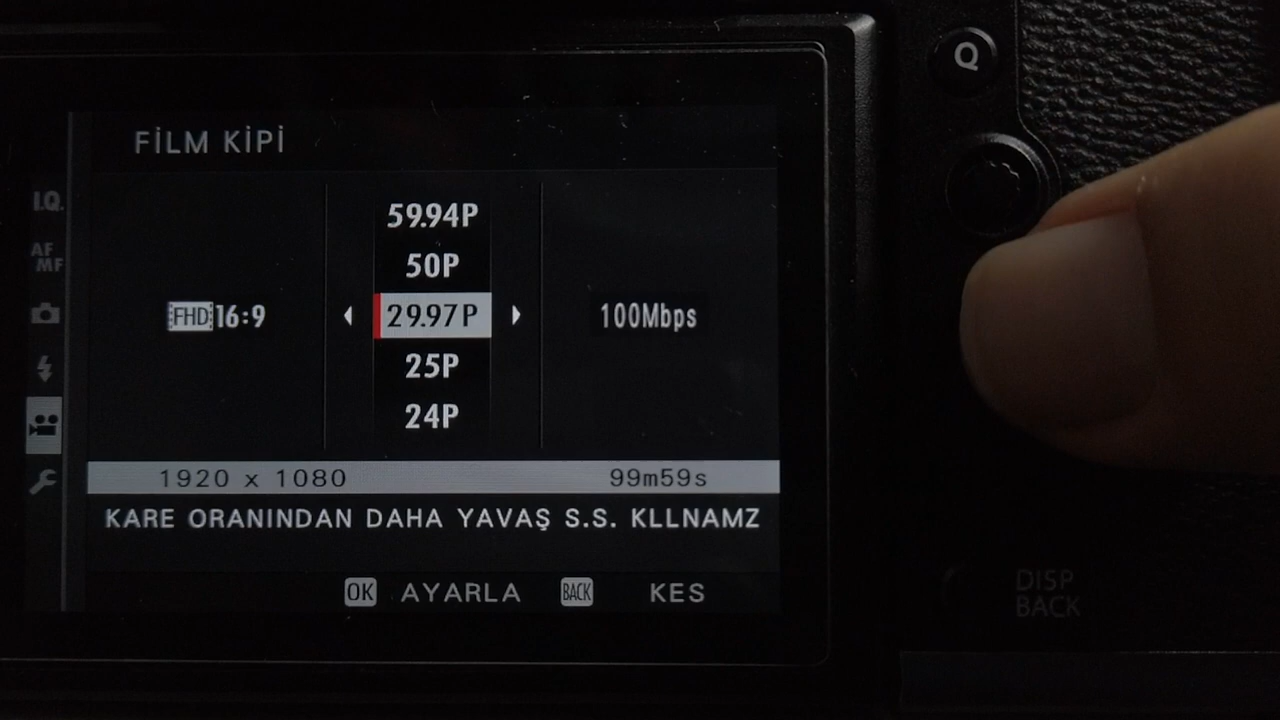 Q
FİLM KİPİ
I.Q.
AF
MF
59.94P
50P
FHD 16:9
29.97P
100Mbps
25P
24P
1920 x 1080 99m59s
KARE ORANINDAN DAHA YAVAŞ S.S. KLLNAMZ
OK AYARLA BACK KES
DISP
BACK